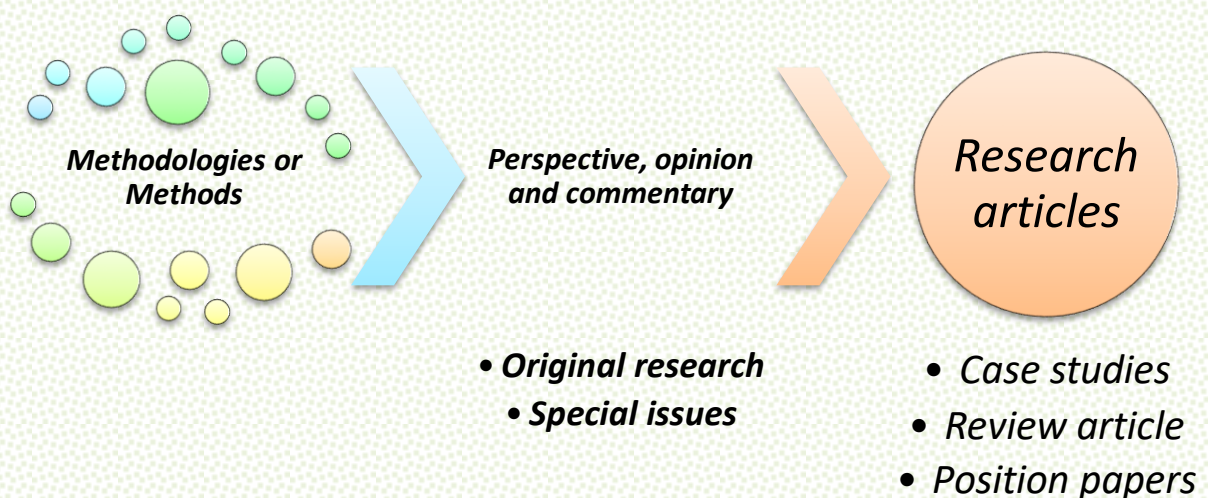 Methodologies or
Methods
Perspective, opinion
and commentary
• Original research
• Special issues
Research
articles
• Case studies
• Review article
• Position papers